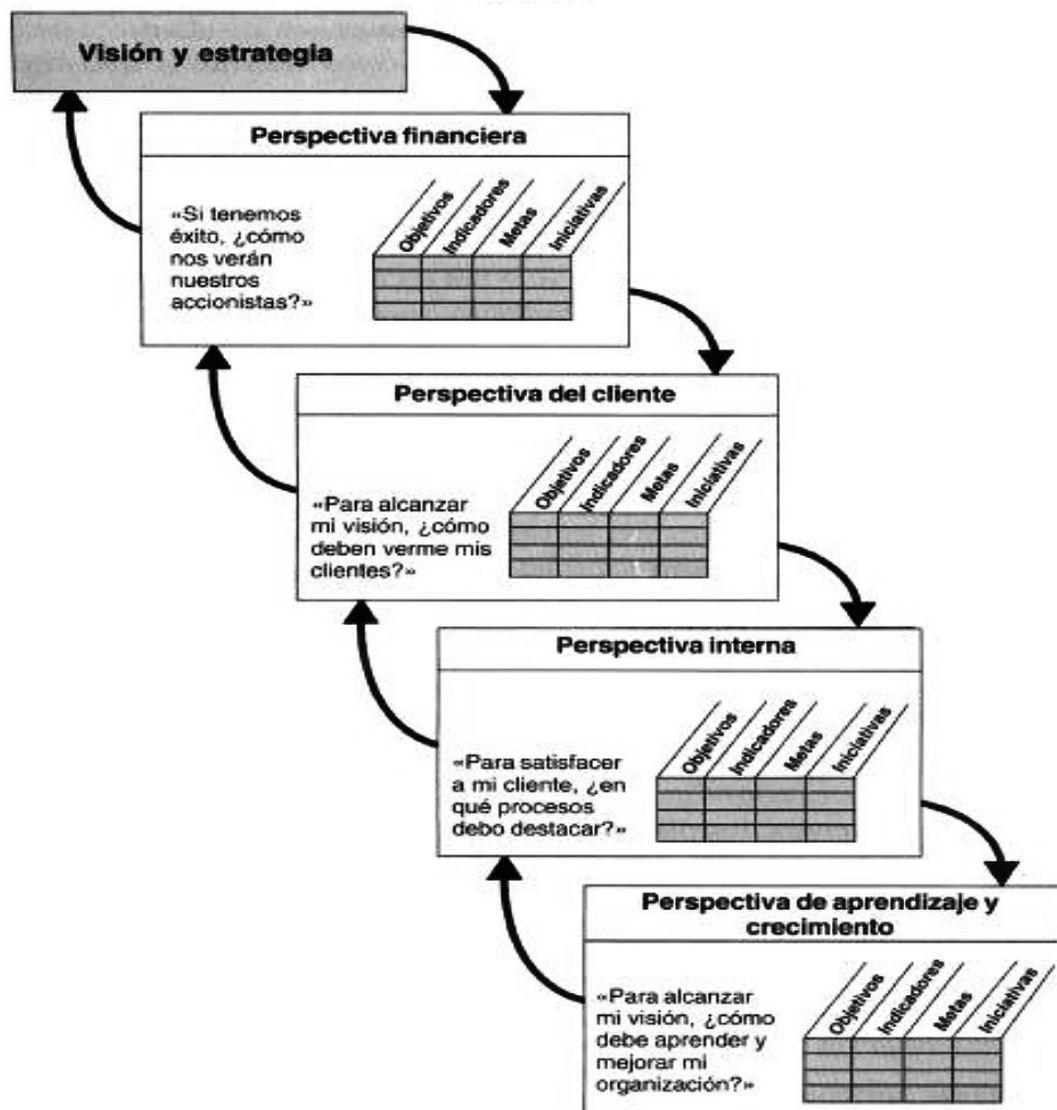 Visión y estrategia
Perspectiva financiera
«Si tenemos
éxito, ¿cómo
nos verán
nuestros
accionistas?»
Objetivos
Indicadores
Metas
Iniciativas
Perspectiva del cliente
«Para alcanzar
mi visión, ¿cómo
deben verme mis
clientes?»
Objetivos
Indicadores
Metas
Iniciativas
Perspectiva interna
«Para satisfacer
a mi cliente, ¿en
qué procesos
debo destacar?»
Objetivos
Indicadores
Metas
Iniciativas
Perspectiva de aprendizaje y
crecimiento
«Para alcanzar
mi visión, ¿cómo
debe aprender y
mejorar mi
organización?»
Objetivos
Indicadores
Metas
Iniciativas